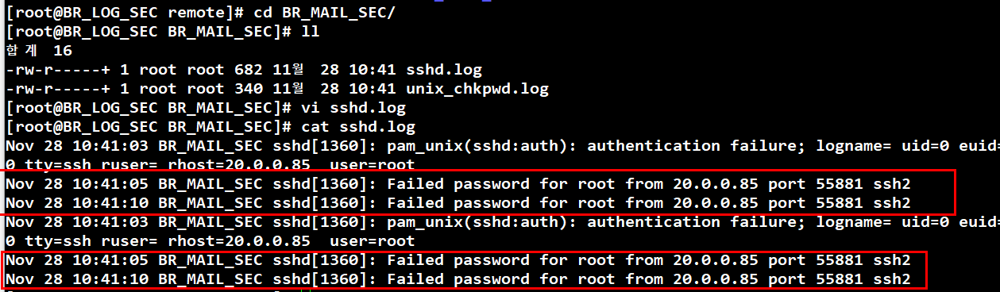 [root@BR_LOG_SEC remote]# cd BR_MAIL_SEC/
[root@BR_LOG_SEC BR_MAIL_SEC]# ll
합계 16
-rw-r-----+ 1 root root 682 11월  28 10:41 sshd.log
-rw-r-----+ 1 root root 340 11월  28 10:41 unix_chkpwd.log
[root@BR_LOG_SEC BR_MAIL_SEC]# vi sshd.log
[root@BR_LOG_SEC BR_MAIL_SEC]# cat sshd.log
Nov 28 10:41:03 BR_MAIL_SEC sshd[1360]: pam_unix(sshd:auth): authentication failure; logname= uid=0 euid=
0 tty=ssh ruser= rhost=20.0.0.85  user=root
Nov 28 10:41:05 BR_MAIL_SEC sshd[1360]: Failed password for root from 20.0.0.85 port 55881 ssh2
Nov 28 10:41:10 BR_MAIL_SEC sshd[1360]: Failed password for root from 20.0.0.85 port 55881 ssh2
Nov 28 10:41:03 BR_MAIL_SEC sshd[1360]: pam_unix(sshd:auth): authentication failure; logname= uid=0 euid=
0 tty=ssh ruser= rhost=20.0.0.85  user=root
Nov 28 10:41:05 BR_MAIL_SEC sshd[1360]: Failed password for root from 20.0.0.85 port 55881 ssh2
Nov 28 10:41:10 BR_MAIL_SEC sshd[1360]: Failed password for root from 20.0.0.85 port 55881 ssh2